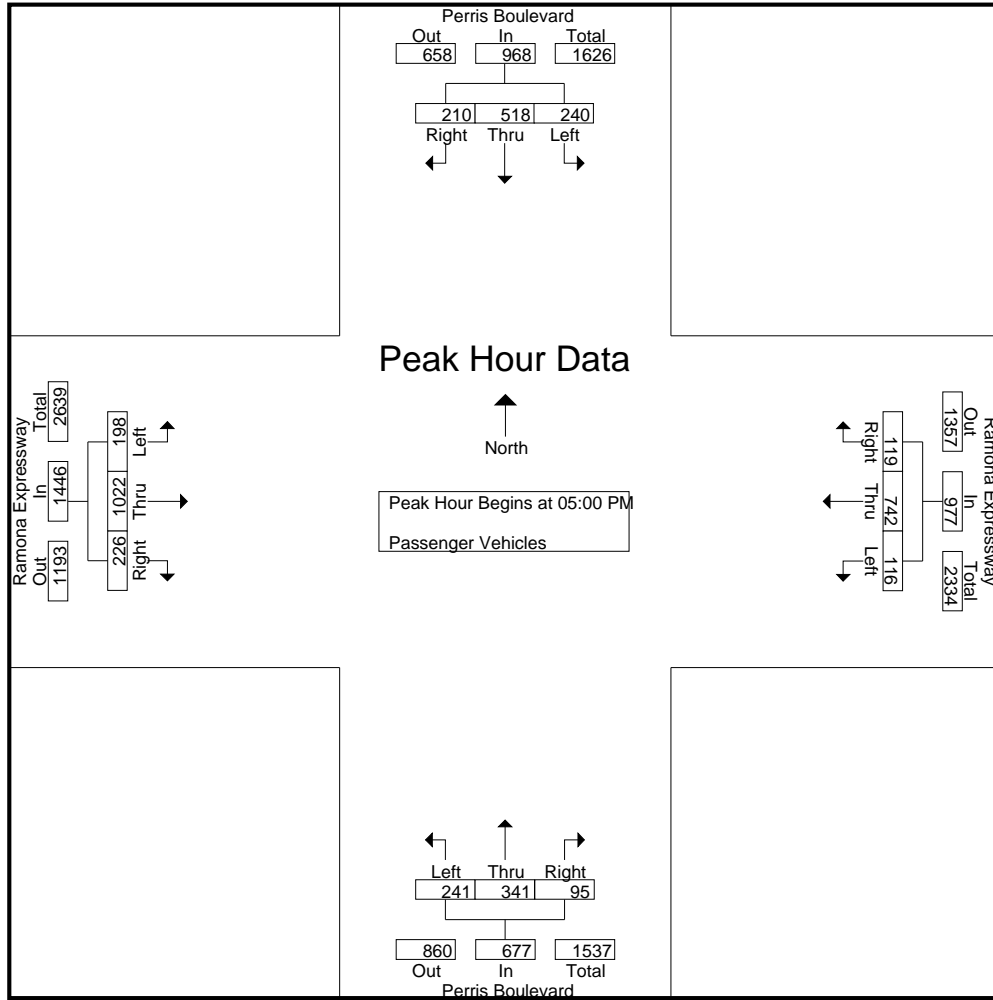 Perris Boulevard
Out In Total
658 968 1626
210 518 240
Right Thru Left
Peak Hour Data
North
Peak Hour Begins at 05:00 PM
Passenger Vehicles
Ramona Expressway
Out In Total
1193 1446 2639
226 1022 198
Right Thru Left
Ramona Expressway
Out In Total
1357 977 2334
119 742 116
Right Thru Left
Left Thru Right
241 341 95
860 677 1537
Out In Total
Perris Boulevard